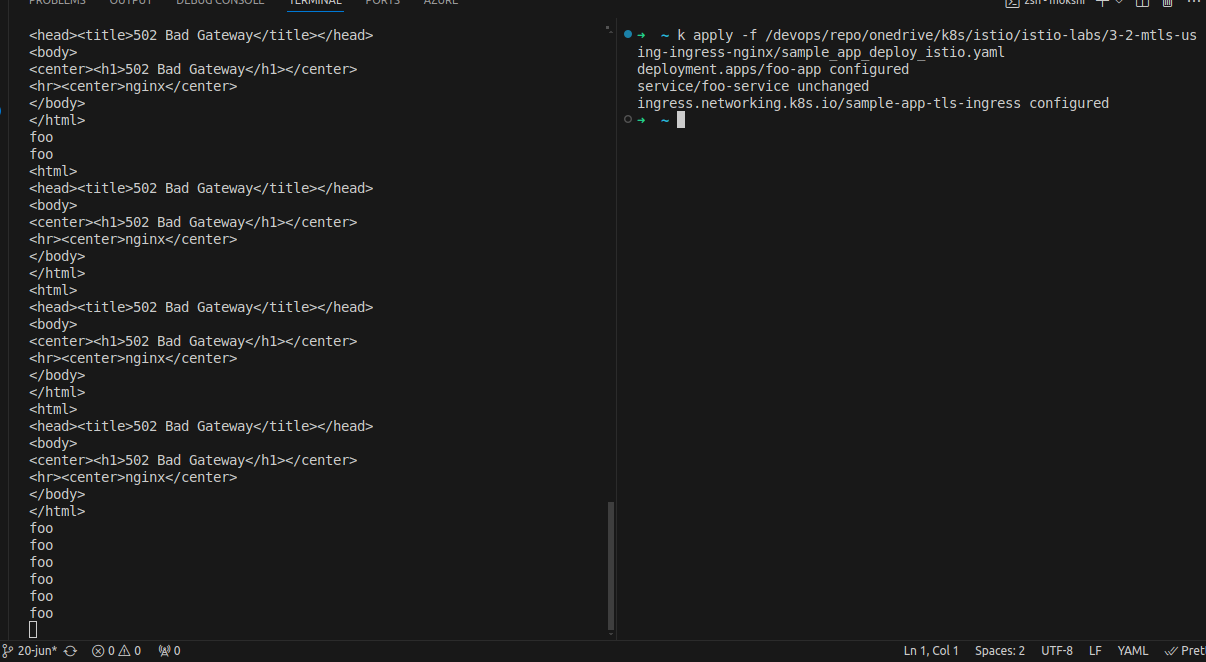 PROBLEMS OUTPUT DEBUG CONSOLE TERMINAL PORTS AZURE
zsh - mokshi
<head><title>502 Bad Gateway</title></head>
<body>
<center><h1>502 Bad Gateway</h1></center>
<hr><center>nginx</center>
</body>
</html>
foo
foo
<html>
<head><title>502 Bad Gateway</title></head>
<body>
<center><h1>502 Bad Gateway</h1></center>
<hr><center>nginx</center>
</body>
</html>
<html>
<head><title>502 Bad Gateway</title></head>
<body>
<center><h1>502 Bad Gateway</h1></center>
<hr><center>nginx</center>
</body>
</html>
<html>
<head><title>502 Bad Gateway</title></head>
<body>
<center><h1>502 Bad Gateway</h1></center>
<hr><center>nginx</center>
</body>
</html>
foo
foo
foo
foo
foo
foo
➜ ~ k apply -f /devops/repo/onedrive/k8s/istio/istio-labs/3-2-mtls-us
ing-ingress-nginx/sample_app_deploy_istio.yaml
deployment.apps/foo-app configured
service/foo-service unchanged
ingress.networking.k8s.io/sample-app-tls-ingress configured
➜ ~
20-jun* 0 0 0 Ln 1, Col 1 Spaces: 2 UTF-8 LF YAML Pret